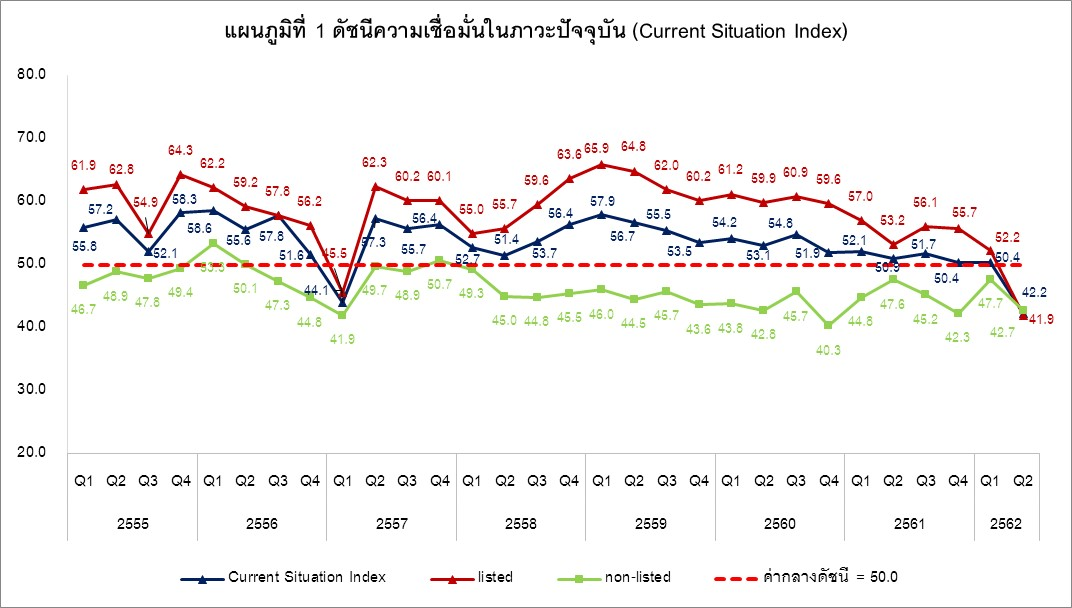 แผนภูมิที่ 1 ดัชนีความเชื่อมั่นในภาวะปัจจุบัน (Current Situation Index)
80.0
70.0
60.0
50.0
40.0
30.0
20.0
61.9 62.8 54.9 64.3 62.2 59.2 57.8 56.2 45.5 62.3 60.2 60.1 55.0 55.7 59.6 63.6 65.9 64.8 62.0 60.2 61.2 59.9 60.9 59.6 57.0 53.2 56.1 55.7 52.2 41.9
55.8 57.2 52.1 58.3 58.6 55.6 57.8 51.6 44.1 57.3 55.7 56.4 52.7 51.4 53.7 56.4 57.9 56.7 55.5 53.5 54.2 53.1 54.8 51.9 52.1 50.9 51.7 50.4 50.4 42.2
46.7 48.9 47.8 49.4 53.3 50.1 47.3 44.8 41.9 49.7 48.9 50.7 49.3 45.0 44.8 45.5 46.0 44.5 45.7 43.6 43.8 42.8 45.7 40.3 44.8 47.6 45.2 42.3 47.7 42.7
Q1 Q2 Q3 Q4 Q1 Q2 Q3 Q4 Q1 Q2 Q3 Q4 Q1 Q2 Q3 Q4 Q1 Q2 Q3 Q4 Q1 Q2 Q3 Q4 Q1 Q2 Q3 Q4 Q1 Q2
2555 2556 2557 2558 2559 2560 2561 2562
Current Situation Index listed non-listed ค่ากลางดัชนี = 50.0